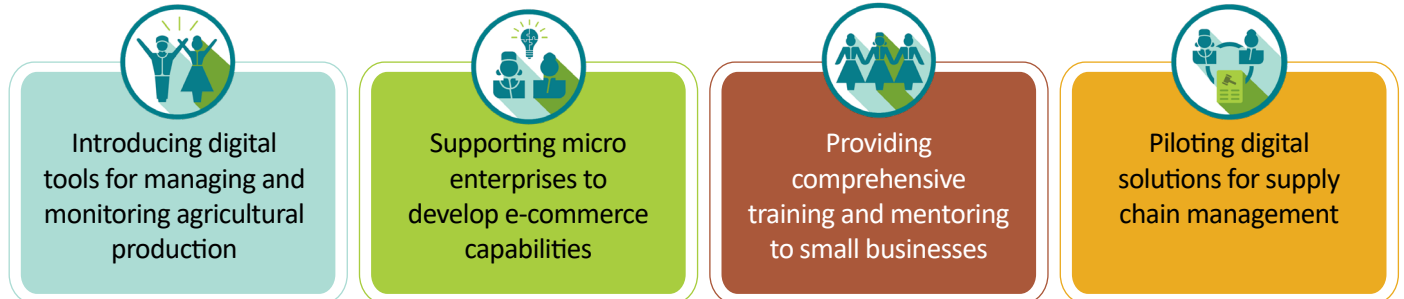 Introducing digital
tools for managing and
monitoring agricultural
production
Supporting micro
enterprises to
develop e-commerce
capabilities
Providing
comprehensive
training and mentoring
to small businesses
Piloting digital
solutions for supply
chain management